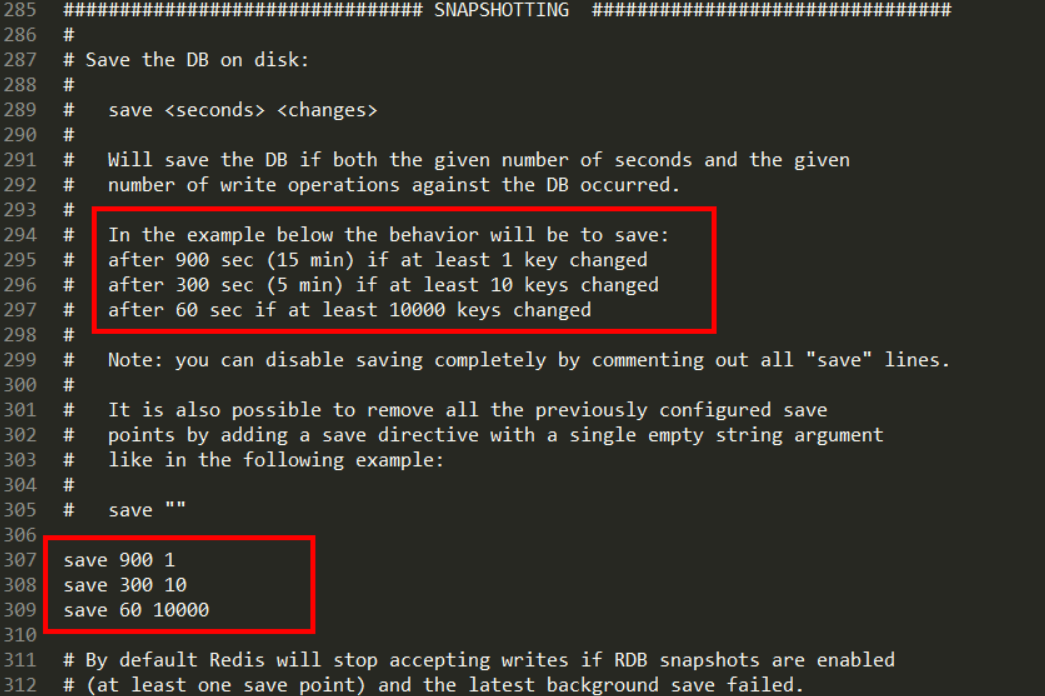 285 ################################ SNAPSHOTTING ################################
286 #
287 # Save the DB on disk:
288 #
289 # save <seconds> <changes>
290 #
291 # Will save the DB if both the given number of seconds and the given
292 # number of write operations against the DB occurred.
293 #
294 # In the example below the behavior will be to save:
295 # after 900 sec (15 min) if at least 1 key changed
296 # after 300 sec (5 min) if at least 10 keys changed
297 # after 60 sec if at least 10000 keys changed
298 #
299 # Note: you can disable saving completely by commenting out all "save" lines.
300 #
301 # It is also possible to remove all the previously configured save
302 # points by adding a save directive with a single empty string argument
303 # like in the following example:
304 #
305 # save ""
306
307 save 900 1
308 save 300 10
309 save 60 10000
310
311 # By default Redis will stop accepting writes if RDB snapshots are enabled
312 # (at least one save point) and the latest background save failed.